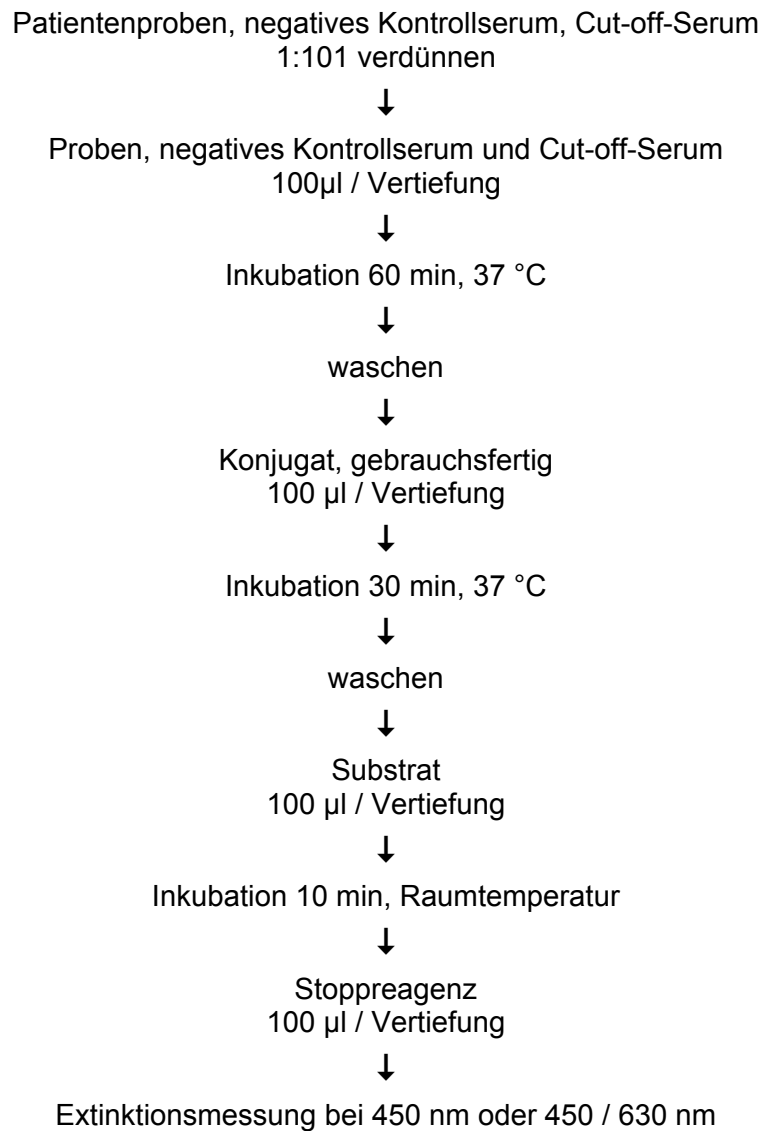 Patientenproben, negatives Kontrollserum, Cut-off-Serum
1:101 verdünnen
↓
Proben, negatives Kontrollserum und Cut-off-Serum
100µl / Vertiefung
↓
Inkubation 60 min, 37 °C
↓
waschen
↓
Konjugat, gebrauchsfertig
100 µl / Vertiefung
↓
Inkubation 30 min, 37 °C
↓
waschen
↓
Substrat
100 µl / Vertiefung
↓
Inkubation 10 min, Raumtemperatur
↓
Stoppreagenz
100 µl / Vertiefung
↓
Extinktionsmessung bei 450 nm oder 450 / 630 nm